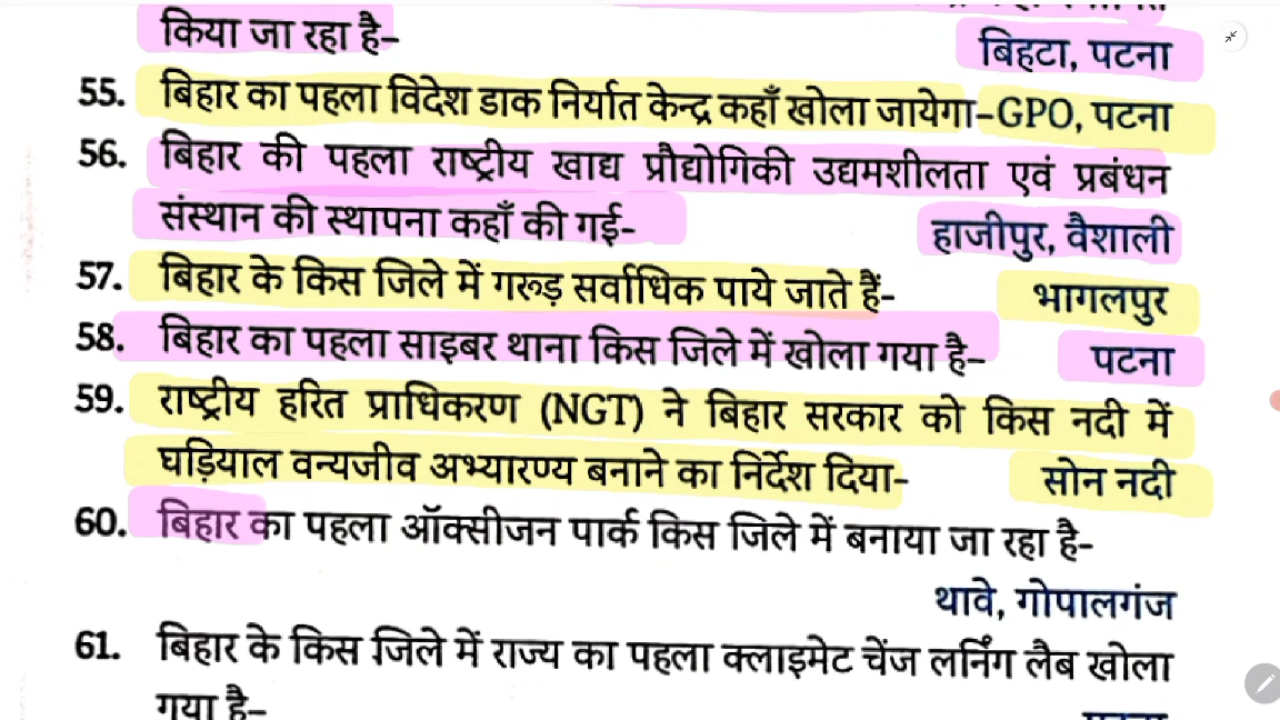 किया जा रहा है–
बिहटा, पटना
55. बिहार का पहला विदेश डाक निर्यात केन्द्र कहाँ खोला जायेगा–GPO, पटना
56. बिहार की पहला राष्ट्रीय खाद्य प्रौद्योगिकी उद्यमशीलता एवं प्रबंधन
संस्थान की स्थापना कहाँ की गई– हाजीपुर, वैशाली
57. बिहार के किस जिले में गरूड़ सर्वाधिक पाये जाते हैं– भागलपुर
58. बिहार का पहला साइबर थाना किस जिले में खोला गया है– पटना
59. राष्ट्रीय हरित प्राधिकरण (NGT) ने बिहार सरकार को किस नदी में
घड़ियाल वन्यजीव अभ्यारण्य बनाने का निर्देश दिया– सोन नदी
60. बिहार का पहला ऑक्सीजन पार्क किस जिले में बनाया जा रहा है–
थावे, गोपालगंज
61. बिहार के किस जिले में राज्य का पहला क्लाइमेट चेंज लर्निंग लैब खोला
गया है–